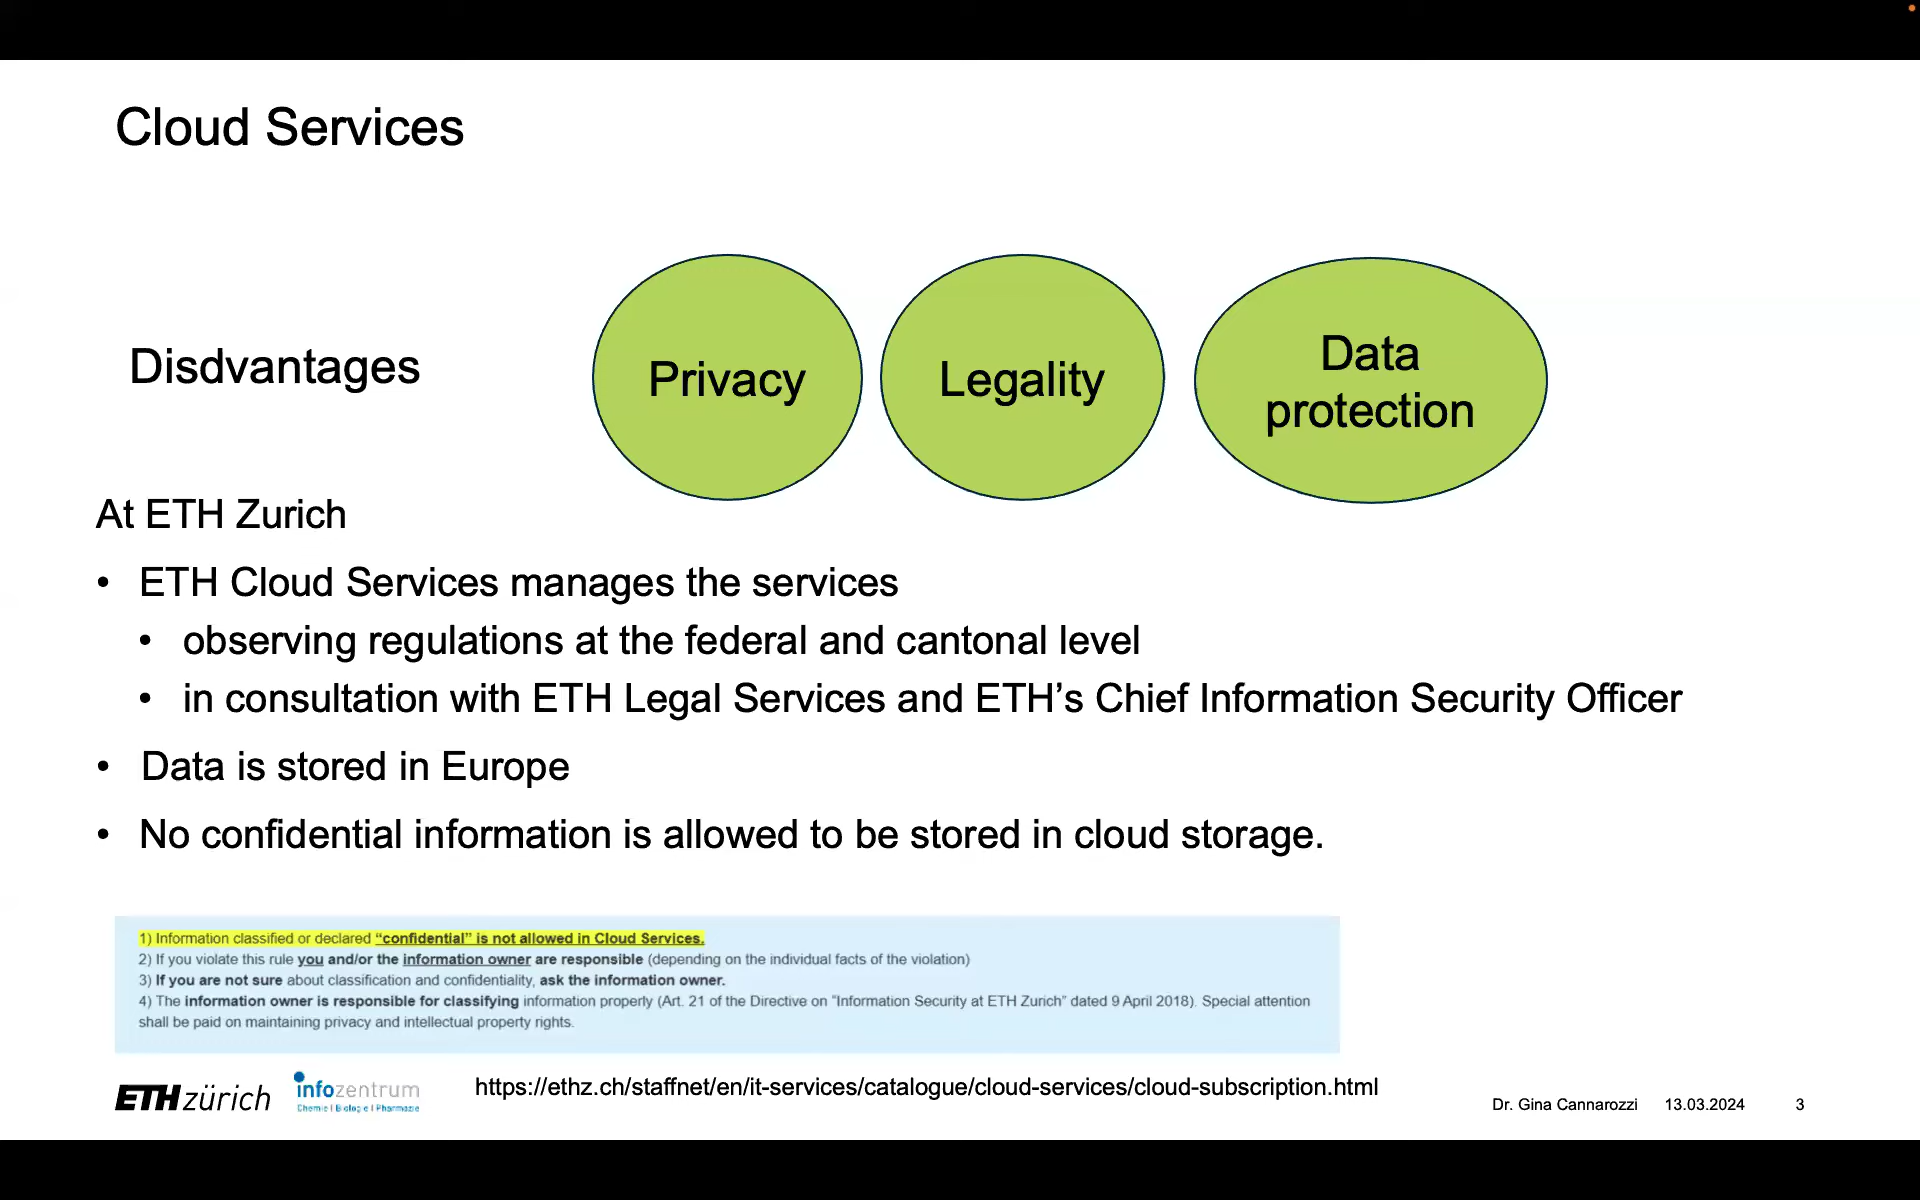 Cloud Services
Disdvantages
Privacy
Legality
Data
protection
At ETH Zurich
• ETH Cloud Services manages the services
• observing regulations at the federal and cantonal level
• in consultation with ETH Legal Services and ETH’s Chief Information Security Officer
• Data is stored in Europe
• No confidential information is allowed to be stored in cloud storage.
1) Information classified or declared “confidential” is not allowed in Cloud Services.
2) If you violate this rule you and/or the information owner are responsible (depending on the individual facts of the violation)
3) If you are not sure about classification and confidentiality, ask the information owner.
4) The information owner is responsible for classifying information properly (Art. 21 of the Directive on “Information Security at ETH Zurich” dated 9 April 2018). Special attention
shall be paid on maintaining privacy and intellectual property rights.
ETH zürich
infozentrum
Chemie | Biologie | Pharmazie
https://ethz.ch/staffnet/en/it-services/catalogue/cloud-services/cloud-subscription.html
Dr. Gina Cannarozzi 13.03.2024 3